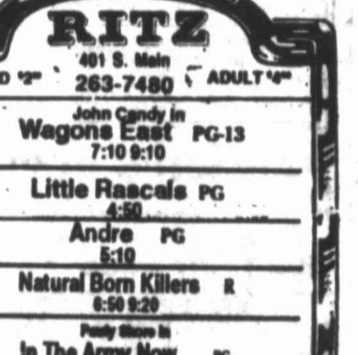 RITZ
401 S. Main
263-7480 ADULT
John Candy in
Wagons East PG-13
7:10 9:10
Little Rascals PG
4:50
Andre PG
5:10
Natural Born Killers R
6:50 9:20
Pauly Shore in
In The Army Now PG